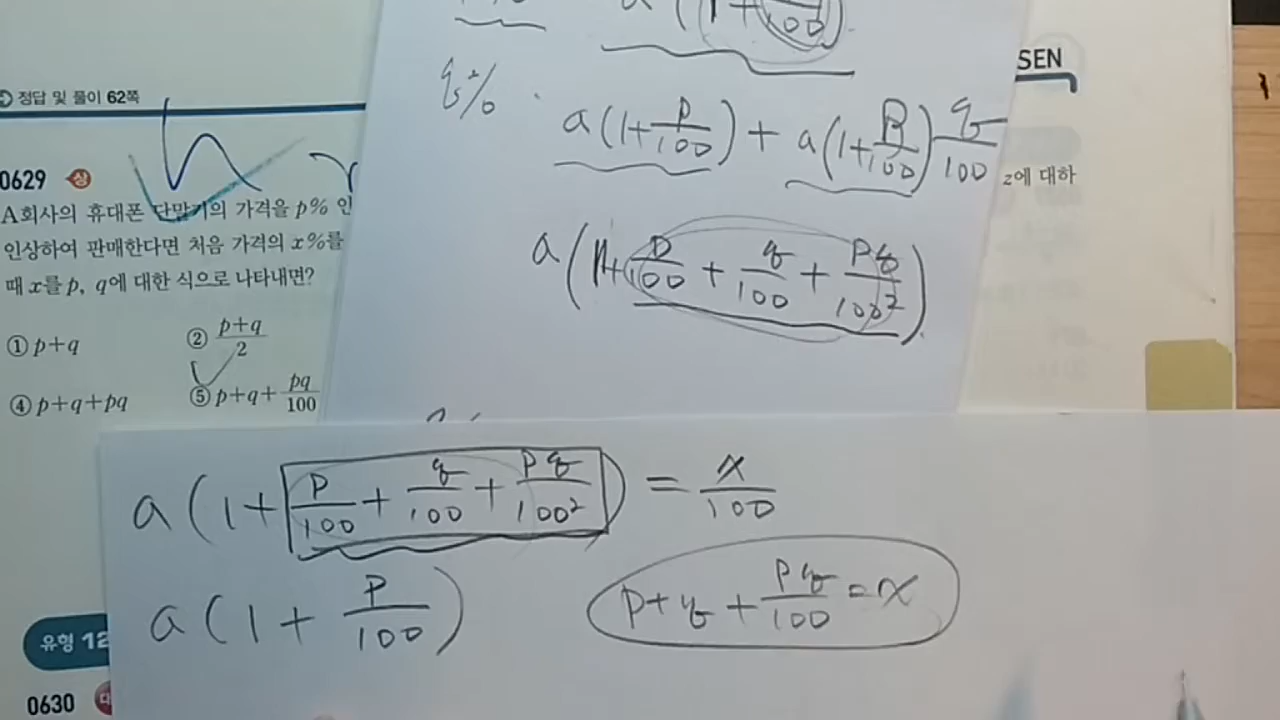 정답 및 풀이 62쪽
SEN
q%
a(1+p/100)+a(1+p/100)q/100
z에 대하
0629 상
A회사의 휴대폰 단말기의 가격을 p% 인
인상하여 판매한다면 처음 가격의 x%를
때 x를 p, q에 대한 식으로 나타내면?
a(1+p/100+q/100+pq/100²)
① p+q ② p+q/2
④ p+q+pq ⑤ p+q+pq/100
a(1+p/100+q/100+pq/100²)=x/100
a(1+p/100) p+q+pq/100=x
유형 12
0630 대